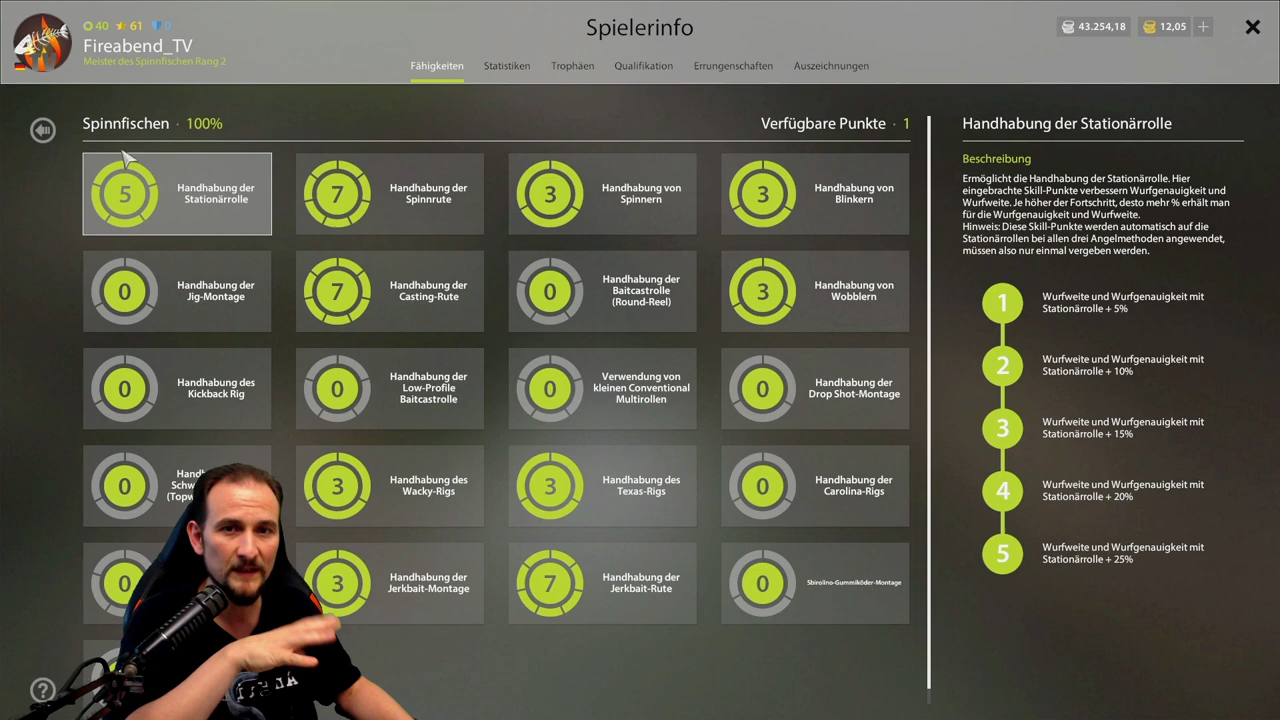 40 61 0
Fireabend_TV
Meister des Spinnfischen Rang 2
Spielerinfo
43.254,18
12,05
Fähigkeiten
Statistiken
Trophäen
Qualifikation
Errungenschaften
Auszeichnungen
Spinnfischen · 100%
Verfügbare Punkte · 1
5
Handhabung der
Stationärrolle
7
Handhabung der
Spinnrute
3
Handhabung von
Spinnern
3
Handhabung von
Blinkern
0
Handhabung der
Jig-Montage
7
Handhabung der
Casting-Rute
0
Handhabung der
Baitcastrolle
(Round-Reel)
3
Handhabung von
Wobblern
0
Handhabung des
Kickback Rig
0
Handhabung der
Low-Profile
Baitcastrolle
0
Verwendung von
kleinen Conventional
Multirollen
0
Handhabung der
Drop Shot-Montage
0
3
Handhabung des
Wacky-Rigs
3
Handhabung des
Texas-Rigs
0
Handhabung der
Carolina-Rigs
0
3
Handhabung der
Jerkbait-Montage
7
Handhabung der
Jerkbait-Rute
0
Sbirolino-Gummiköder-Montage
Handhabung der Stationärrolle
Beschreibung
Ermöglicht die Handhabung der Stationärrolle. Hier
eingebrachte Skill-Punkte verbessern Wurfgenauigkeit und
Wurfweite. Je höher der Fortschritt, desto mehr % erhält man
für die Wurfgenauigkeit und Wurfweite.
Hinweis: Diese Skill-Punkte werden automatisch auf die
Stationärrollen bei allen drei Angelmethoden angewendet,
müssen also nur einmal vergeben werden.
1
Wurfweite und Wurfgenauigkeit mit
Stationärrolle + 5%
2
Wurfweite und Wurfgenauigkeit mit
Stationärrolle + 10%
3
Wurfweite und Wurfgenauigkeit mit
Stationärrolle + 15%
4
Wurfweite und Wurfgenauigkeit mit
Stationärrolle + 20%
5
Wurfweite und Wurfgenauigkeit mit
Stationärrolle + 25%
?